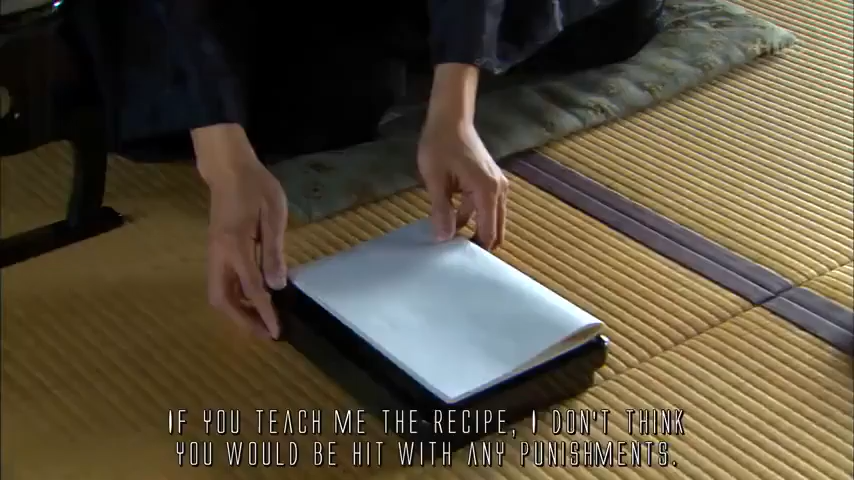 IF YOU TEACH ME THE RECIPE, I DON'T THINK
YOU WOULD BE HIT WITH ANY PUNISHMENTS.